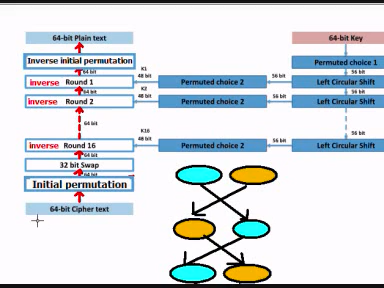 64-bit Plain text
64-bit Key
Inverse initial permutation
Permuted choice 1
64 bit
K1
inverse Round 1
48 bit
Permuted choice 2
56 bit
Left Circular Shift
64 bit
K2
inverse Round 2
48 bit
Permuted choice 2
56 bit
Left Circular Shift
64 bit
K16
inverse Round 16
48 bit
Permuted choice 2
56 bit
Left Circular Shift
64 bit
32 bit Swap
64 bit
Initial permutation
64-bit Cipher text